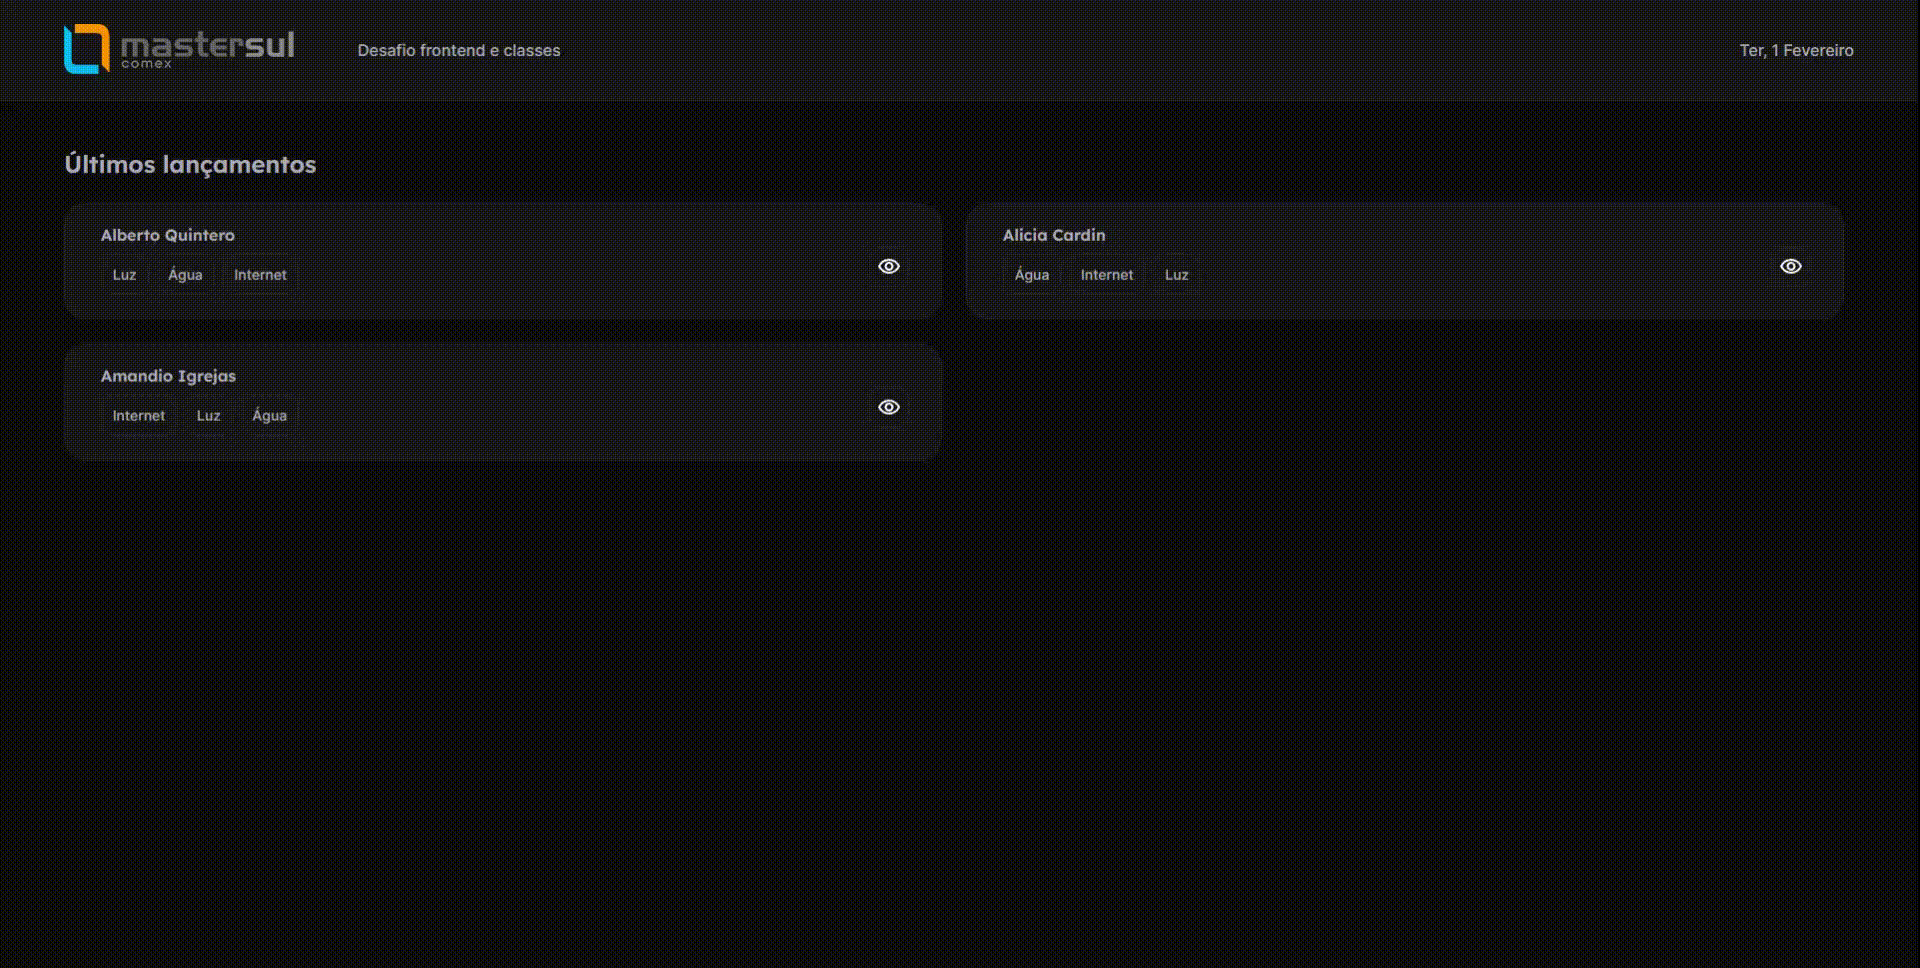 mastersul
comex
Desafio frontend e classes
Ter, 1 Fevereiro
Últimos lançamentos
Alberto Quintero
Luz Água Internet
Alicia Cardin
Água Internet Luz
Amandio Igrejas
Internet Luz Água